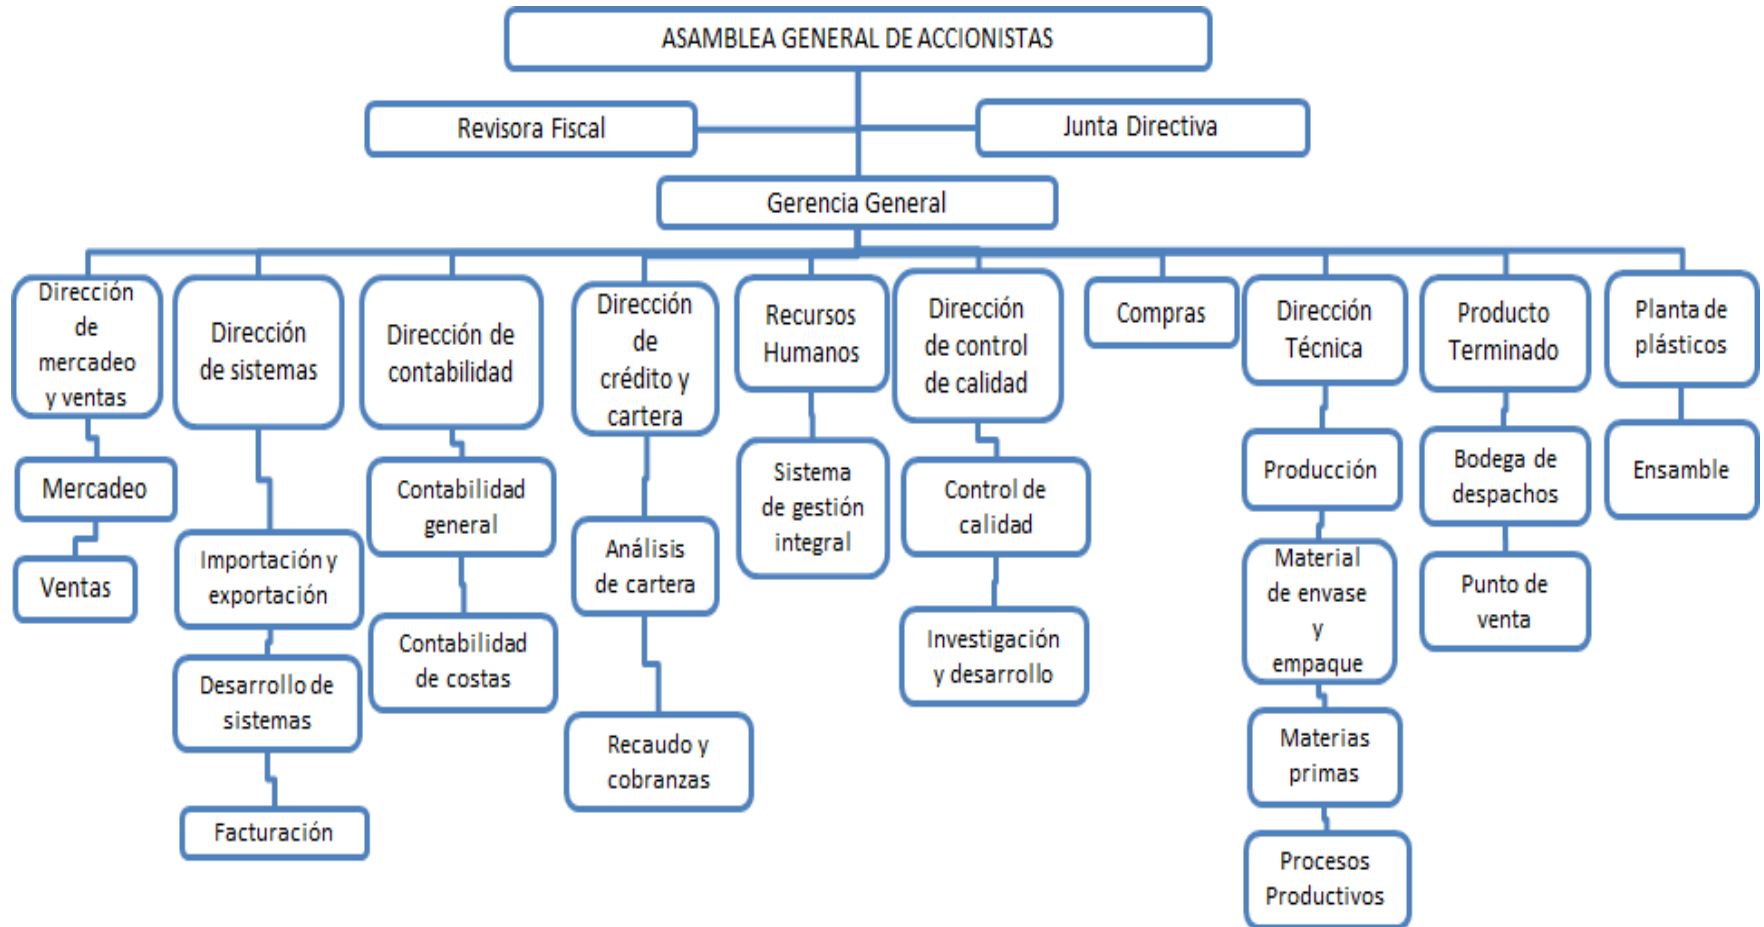 ASAMBLEA GENERAL DE ACCIONISTAS
Revisora Fiscal
Junta Directiva
Gerencia General
Dirección
de
mercadeo
y ventas
Mercadeo
Ventas
Dirección
de sistemas
Importación y
exportación
Desarrollo de
sistemas
Facturación
Dirección de
contabilidad
Contabilidad
general
Contabilidad
de costas
Dirección
de
crédito y
cartera
Análisis
de cartera
Recaudo y
cobranzas
Recursos
Humanos
Sistema
de gestión
integral
Dirección
de control
de calidad
Control de
calidad
Investigación
y desarrollo
Compras
Dirección
Técnica
Producción
Material
de envase
y
empaque
Materias
primas
Procesos
Productivos
Producto
Terminado
Bodega de
despachos
Punto de
venta
Planta de
plásticos
Ensamble